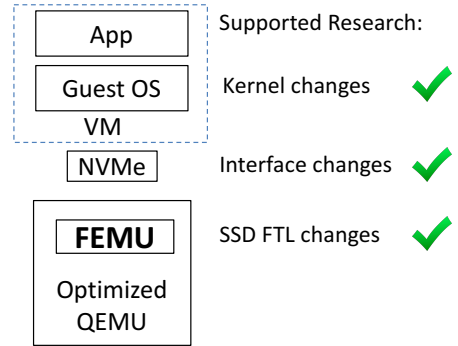 App
Supported Research:
Guest OS
Kernel changes
VM
NVMe
Interface changes
FEMU
SSD FTL changes
Optimized
QEMU